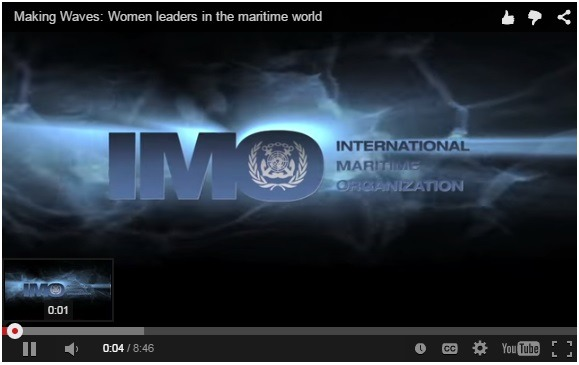 Making Waves: Women leaders in the maritime world
IMO
INTERNATIONAL
MARITIME
ORGANIZATION
IMO
0:01
0:04 / 8:46
CC
YouTube